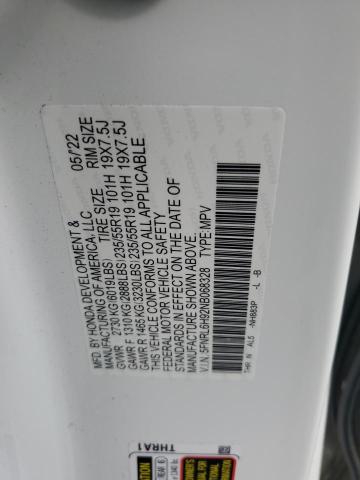 MFD. BY HONDA DEVELOPMENT & 05/'22
MANUFACTURING OF AMERICA, LLC
TIRE SIZE RIM SIZE
GVWR 2730 KG(6019LBS)
GAWR F 1310 KG(2888LBS) 235/55R19 101H 19X7.5J
GAWR R 1465 KG(3230LBS) 235/55R19 101H 19X7.5J
THIS VEHICLE CONFORMS TO ALL APPLICABLE
FEDERAL MOTOR VEHICLE SAFETY
STANDARDS IN EFFECT ON THE DATE OF
MANUFACTURE SHOWN ABOVE.
V.I.N. 5FNRL6H92NB068328 TYPE:MPV
THR N AL5 -NH883P -L -B
THRA1